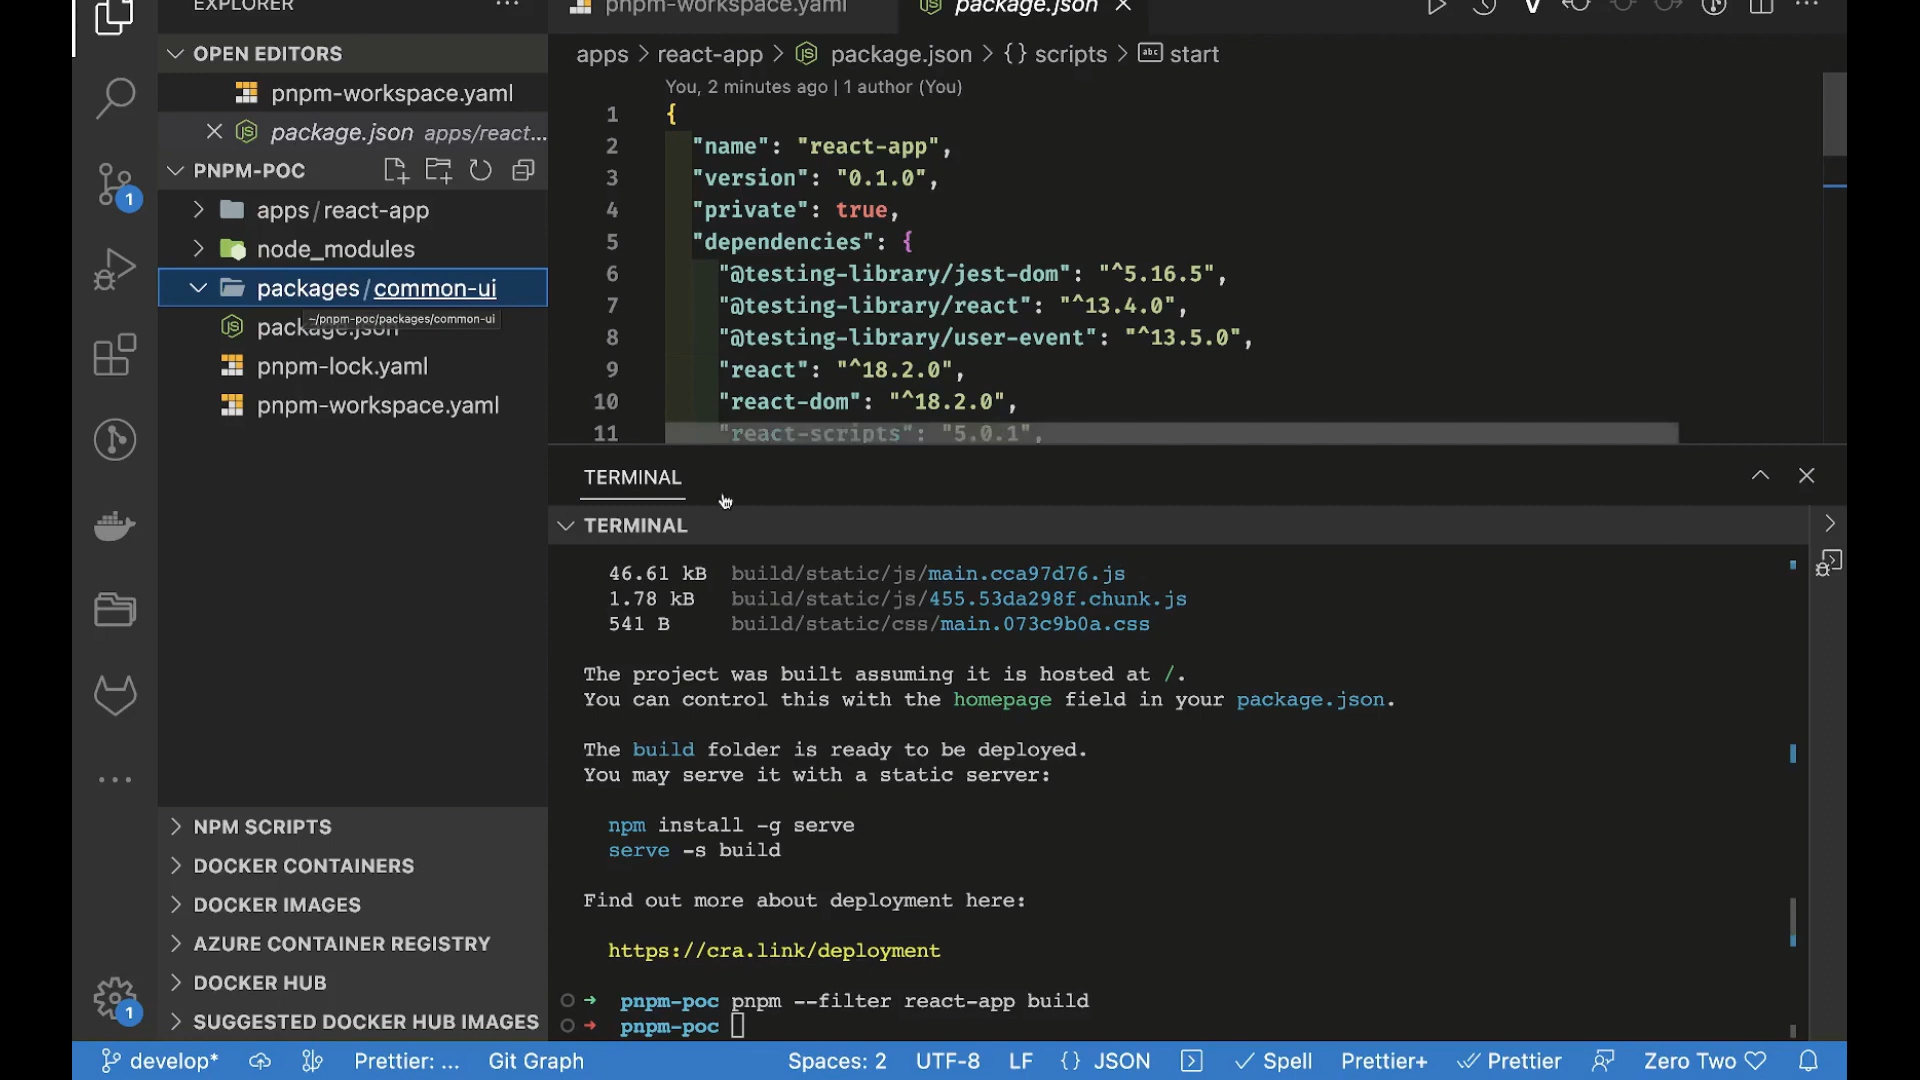 EXPLORER
OPEN EDITORS
pnpm-workspace.yaml
package.json apps/react...
PNPM-POC
apps/react-app
node_modules
packages/common-ui
package.json
~/pnpm-poc/packages/common-ui
pnpm-lock.yaml
pnpm-workspace.yaml
NPM SCRIPTS
DOCKER CONTAINERS
DOCKER IMAGES
AZURE CONTAINER REGISTRY
DOCKER HUB
SUGGESTED DOCKER HUB IMAGES
1
1
pnpm-workspace.yaml
package.json
apps > react-app > package.json > {} scripts > abc start
You, 2 minutes ago | 1 author (You)
1 {
2 "name": "react-app",
3 "version": "0.1.0",
4 "private": true,
5 "dependencies": {
6 "@testing-library/jest-dom": "^5.16.5",
7 "@testing-library/react": "^13.4.0",
8 "@testing-library/user-event": "^13.5.0",
9 "react": "^18.2.0",
10 "react-dom": "^18.2.0",
11 "react-scripts": "5.0.1",
TERMINAL
TERMINAL
46.61 kB build/static/js/main.cca97d76.js
1.78 kB build/static/js/455.53da298f.chunk.js
541 B build/static/css/main.073c9b0a.css
The project was built assuming it is hosted at /.
You can control this with the homepage field in your package.json.
The build folder is ready to be deployed.
You may serve it with a static server:
npm install -g serve
serve -s build
Find out more about deployment here:
https://cra.link/deployment
➜ pnpm-poc pnpm --filter react-app build
➜ pnpm-poc
develop* Prettier: ... Git Graph Spaces: 2 UTF-8 LF {} JSON Spell Prettier+ Prettier Zero Two